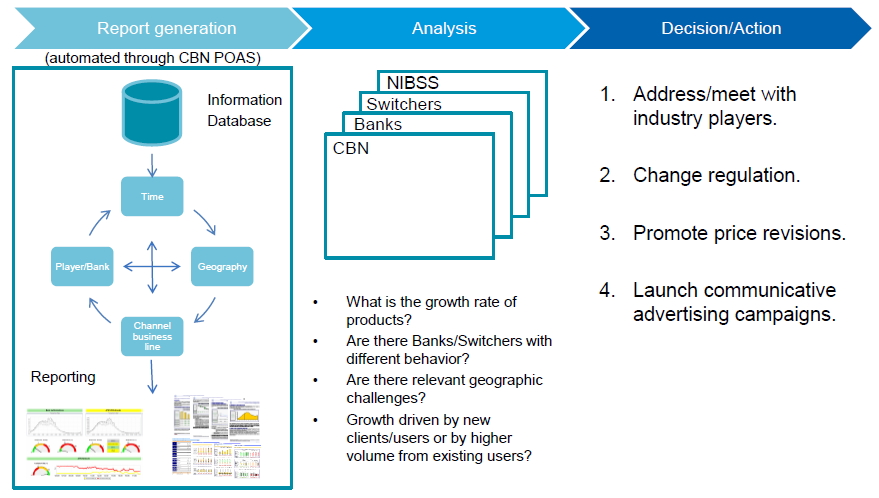 Report generation
Analysis
Decision/Action
(automated through CBN POAS)
Information
Database
Time
Player/Bank
Geography
Channel
business
line
Reporting
NIBSS
Switchers
Banks
CBN
• What is the growth rate of
products?
• Are there Banks/Switchers with
different behavior?
• Are there relevant geographic
challenges?
• Growth driven by new
clients/users or by higher
volume from existing users?
1. Address/meet with
industry players.
2. Change regulation.
3. Promote price revisions.
4. Launch communicative
advertising campaigns.